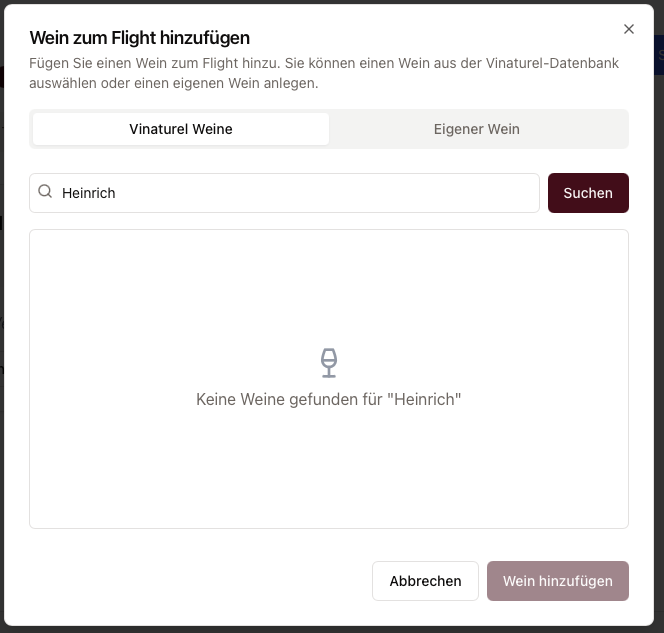 Wein zum Flight hinzufügen
Fügen Sie einen Wein zum Flight hinzu. Sie können einen Wein aus der Vinaturel-Datenbank
auswählen oder einen eigenen Wein anlegen.
Vinaturel Weine
Eigener Wein
Heinrich
Suchen
Keine Weine gefunden für "Heinrich"
Abbrechen
Wein hinzufügen